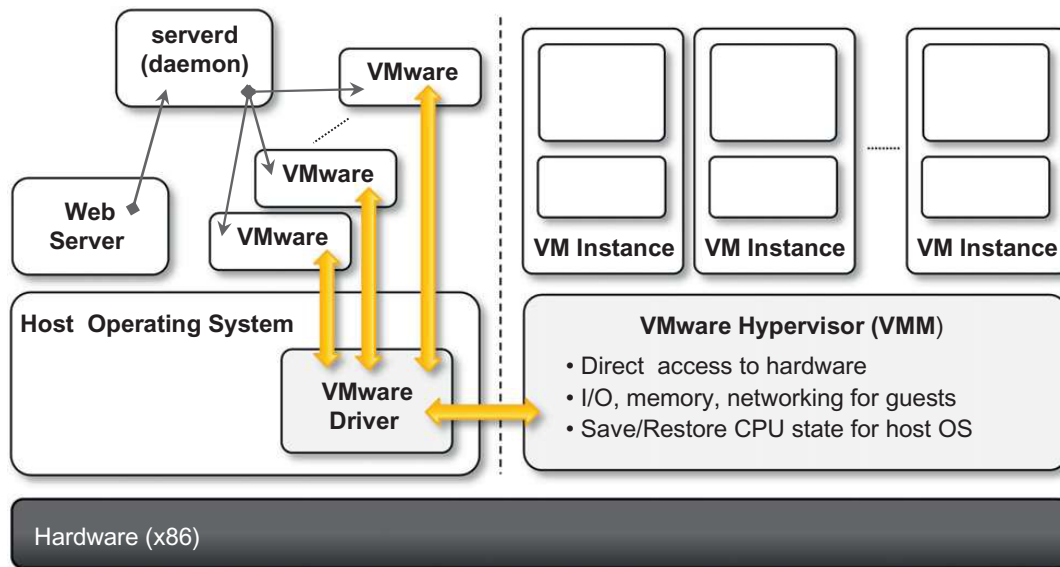 serverd
(daemon)
VMware
VMware
VMware
Web
Server
Host Operating System
VMware
Driver
VM Instance
VM Instance
VM Instance
VMware Hypervisor (VMM)
• Direct access to hardware
• I/O, memory, networking for guests
• Save/Restore CPU state for host OS
Hardware (x86)